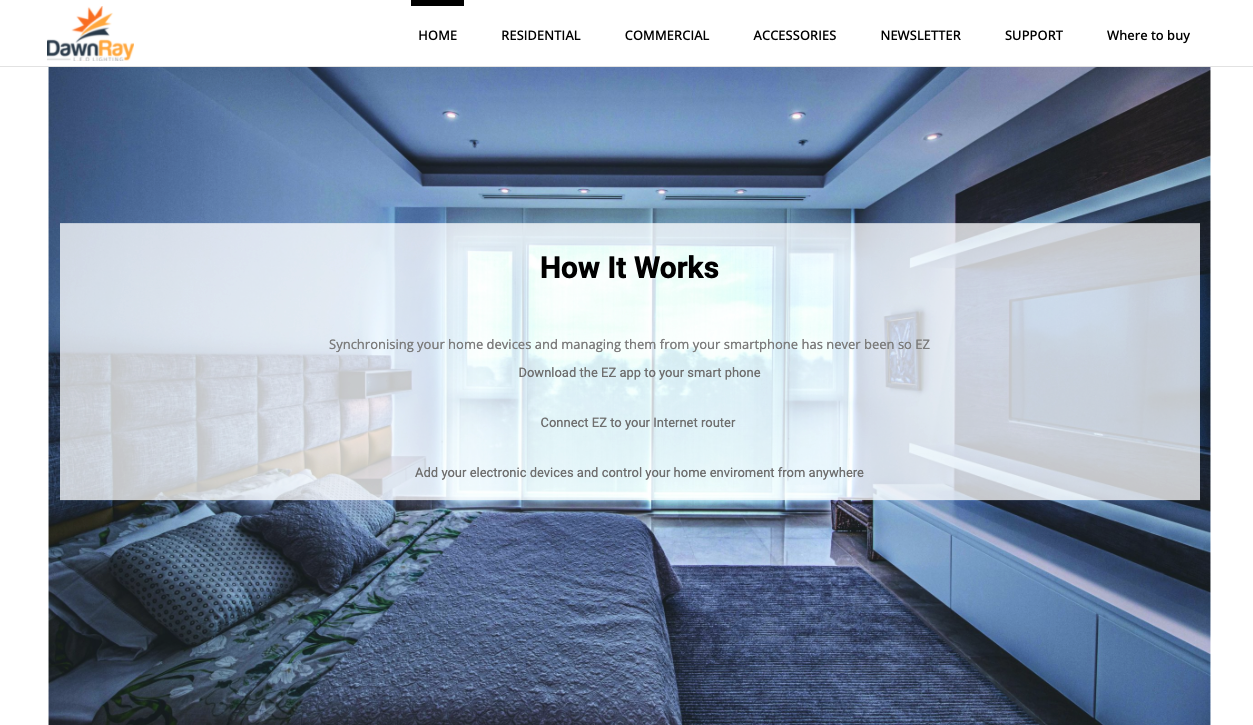 DawnRay
LED LIGHTING
HOME RESIDENTIAL COMMERCIAL ACCESSORIES NEWSLETTER SUPPORT Where to buy
How It Works
Synchronising your home devices and managing them from your smartphone has never been so EZ
Download the EZ app to your smart phone
Connect EZ to your Internet router
Add your electronic devices and control your home enviroment from anywhere